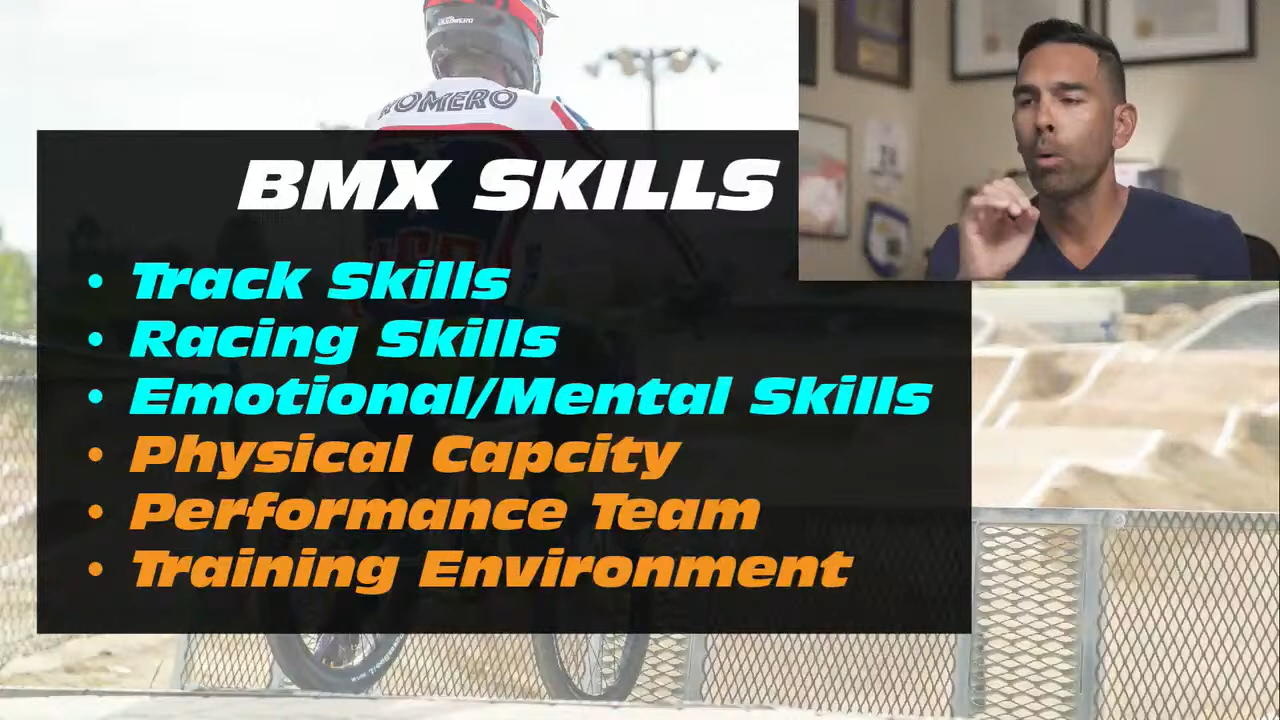 ROMERO
BMX SKILLS
• Track Skills
• Racing Skills
• Emotional/Mental Skills
• Physical Capcity
• Performance Team
• Training Environment